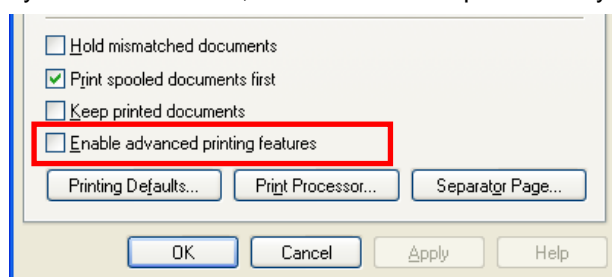 Hold mismatched documents
Print spooled documents first
Keep printed documents
Enable advanced printing features
Printing Defaults... Print Processor... Separator Page...
OK Cancel Apply Help